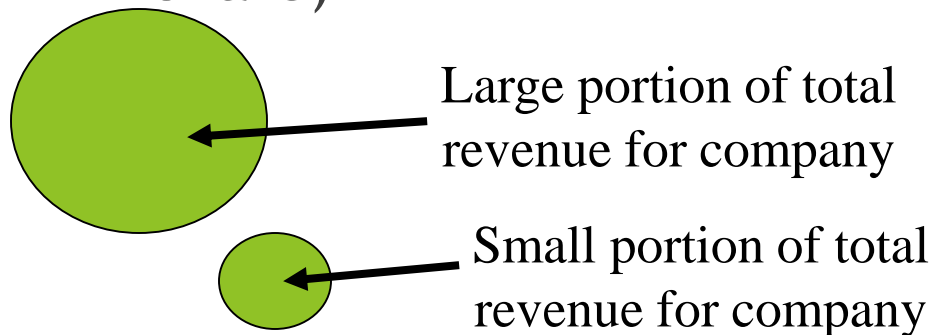 Large portion of total
revenue for company
Small portion of total
revenue for company